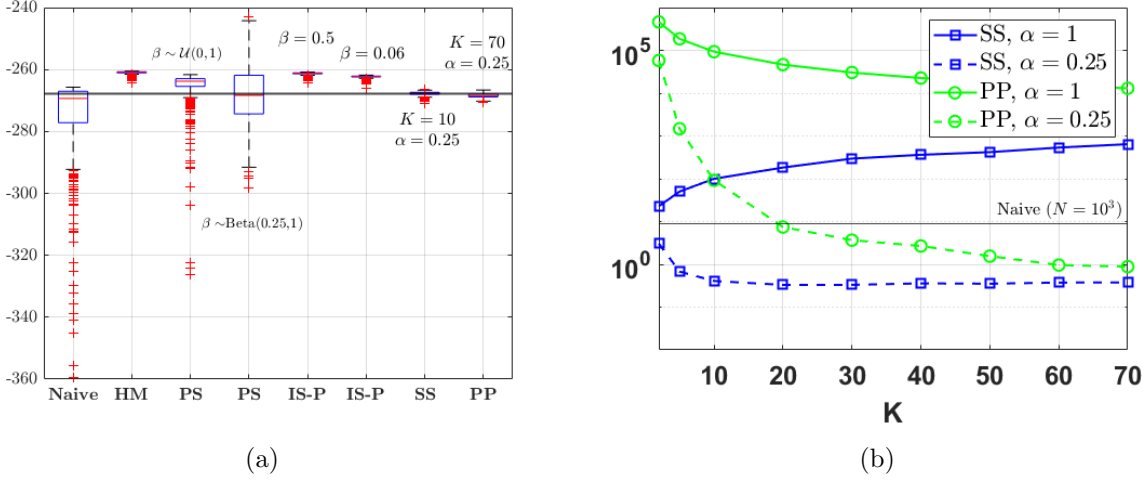 -240
-260
-280
-300
-320
-340
-360
β ∼ U(0,1)
β = 0.5
β = 0.06
K = 70
α = 0.25
K = 10
α = 0.25
β ∼Beta(0.25,1)
Naive HM PS PS IS-P IS-P SS PP
(a)
10^5
10^0
SS, α = 1
SS, α = 0.25
PP, α = 1
PP, α = 0.25
Naive (N = 10^3)
10 20 30 40 50 60 70
K
(b)